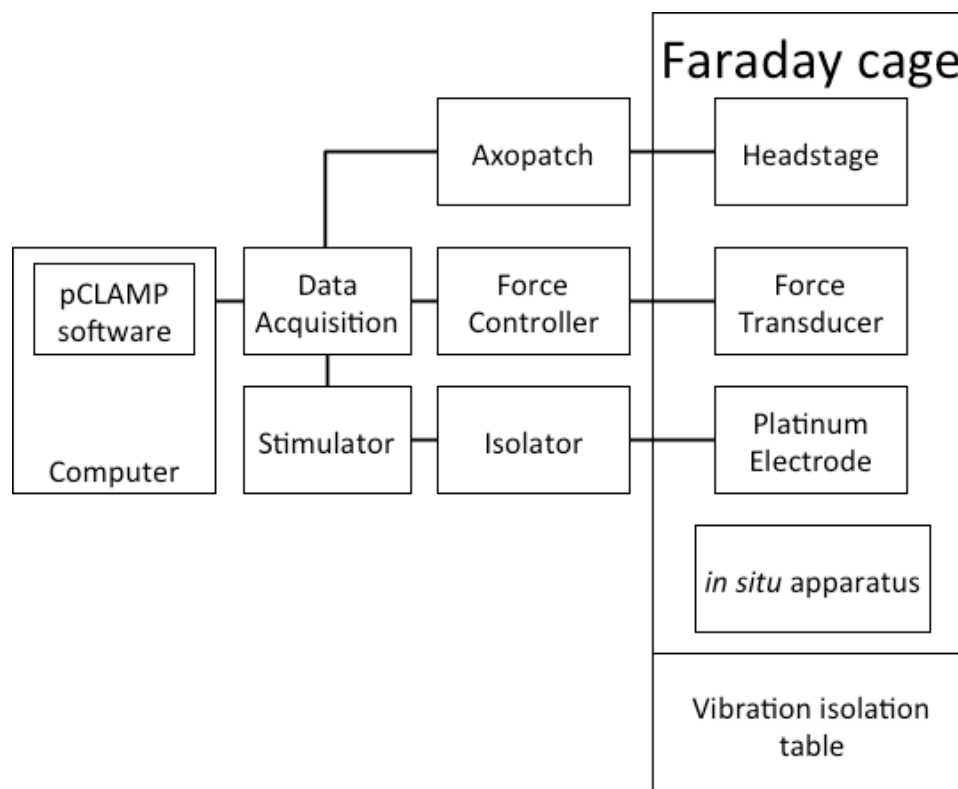 Faraday cage
Axopatch
Headstage
pCLAMP
software
Computer
Data
Acquisition
Force
Controller
Force
Transducer
Stimulator
Isolator
Platinum
Electrode
in situ apparatus
Vibration isolation
table